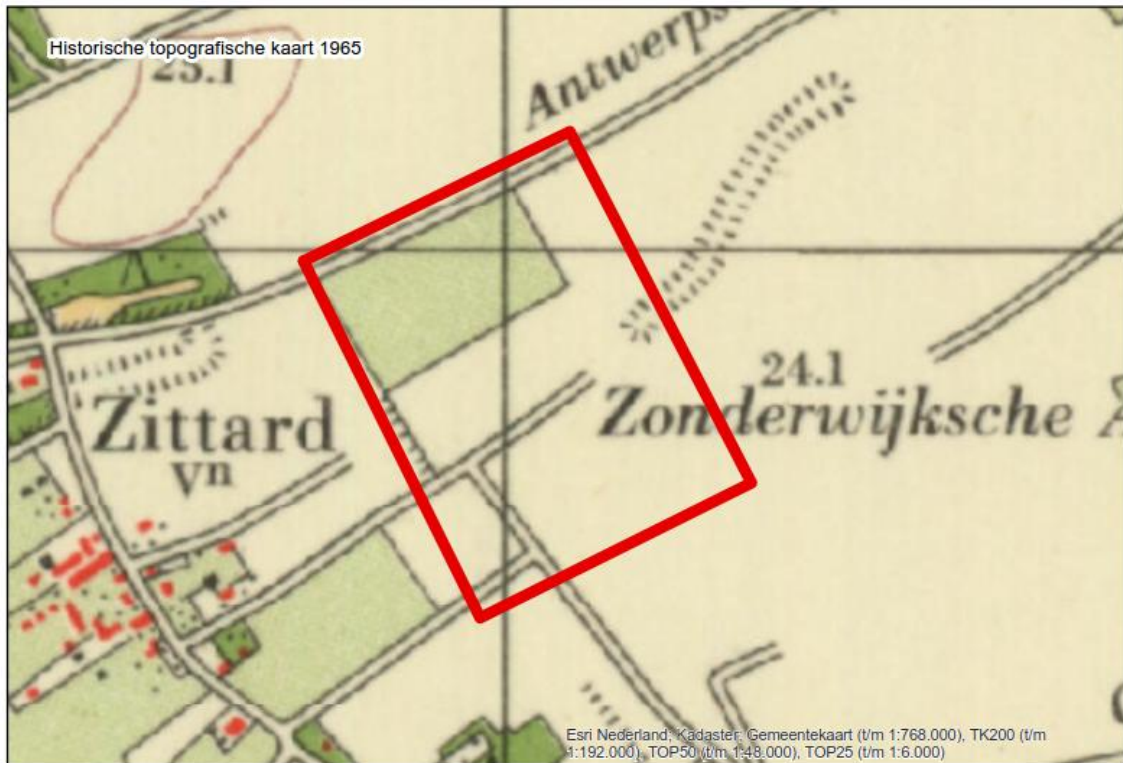 Historische topografische kaart 1965
25.1
Antwerps
24.1
Zittard
Zonderwijksche
Vn
Esri Nederland; Kadaster: Gemeentekaart (t/m 1:768.000), TK200 (t/m
1:192.000), TOP50 (t/m 1:48.000), TOP25 (t/m 1:6.000)